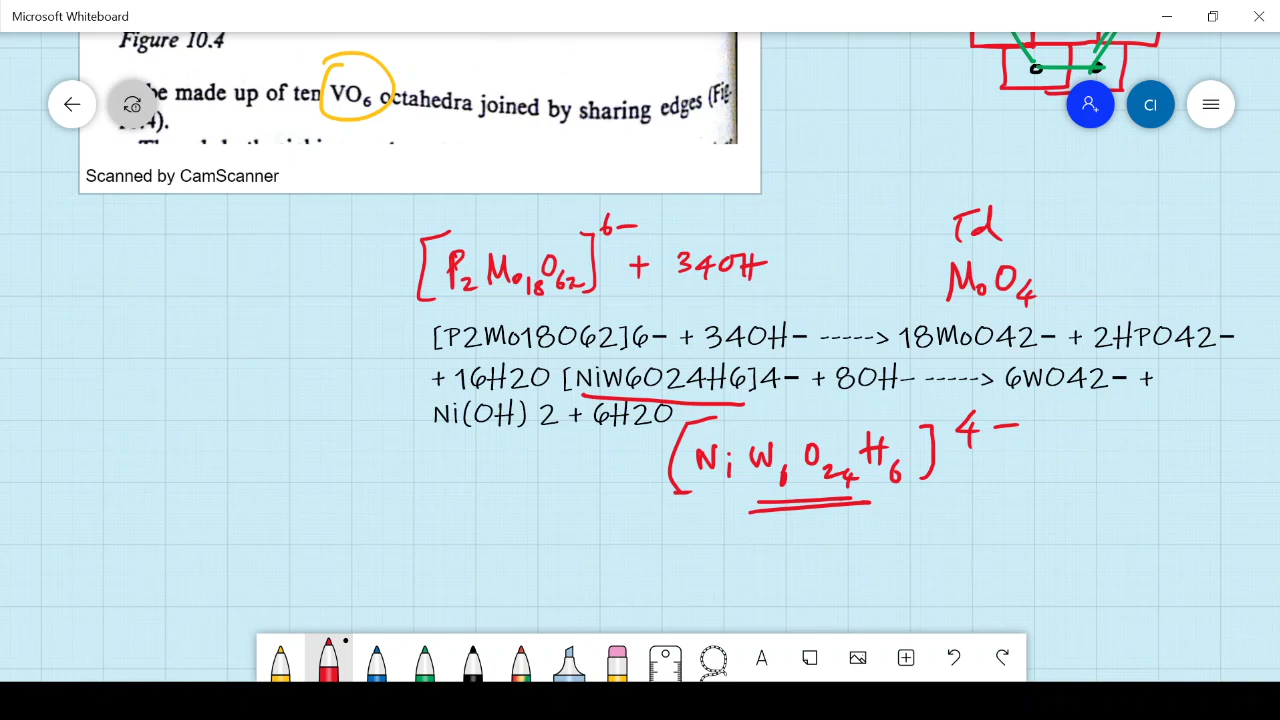 Microsoft Whiteboard
Figure 10.4
be made up of ten VO6 octahedra joined by sharing edges (Fig.
10.4).
Scanned by CamScanner
CI
[P2Mo18O62]6− + 34OH
Td
MoO4
[P2Mo18O62]6− + 34OH− -----> 18MoO42− + 2HPO42−
+ 16H2O [NiW6O24H6]4− + 8OH− -----> 6WO42− +
Ni(OH) 2 + 6H2O
[NiW6O24H6]4−
A